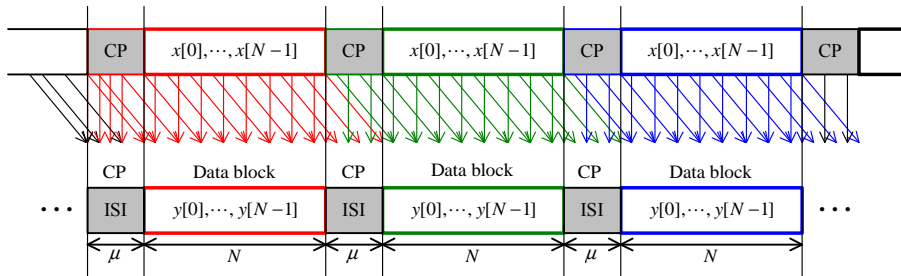 CP x[0],⋯, x[N−1] CP x[0],⋯, x[N−1] CP x[0],⋯, x[N−1] CP
CP Data block CP Data block CP Data block
⋯ ISI y[0],⋯, y[N−1] ISI y[0],⋯, y[N−1] ISI y[0],⋯, y[N−1] ⋯
μ N μ N μ N